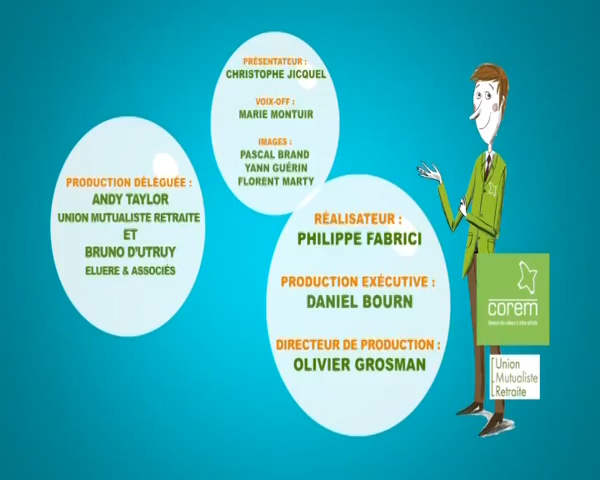 PRÉSENTATEUR :
CHRISTOPHE JICQUEL
VOIX-OFF :
MARIE MONTUIR
IMAGES :
PASCAL BRAND
YANN GUÉRIN
FLORENT MARTY
PRODUCTION DÉLÉGUÉE :
ANDY TAYLOR
UNION MUTUALISTE RETRAITE
ET
BRUNO D'UTRUY
ELUERE & ASSOCIÉS
RÉALISATEUR :
PHILIPPE FABRICI
PRODUCTION EXÉCUTIVE :
DANIEL BOURN
DIRECTEUR DE PRODUCTION :
OLIVIER GROSMAN
corem
Union
Mutualiste
Retraite